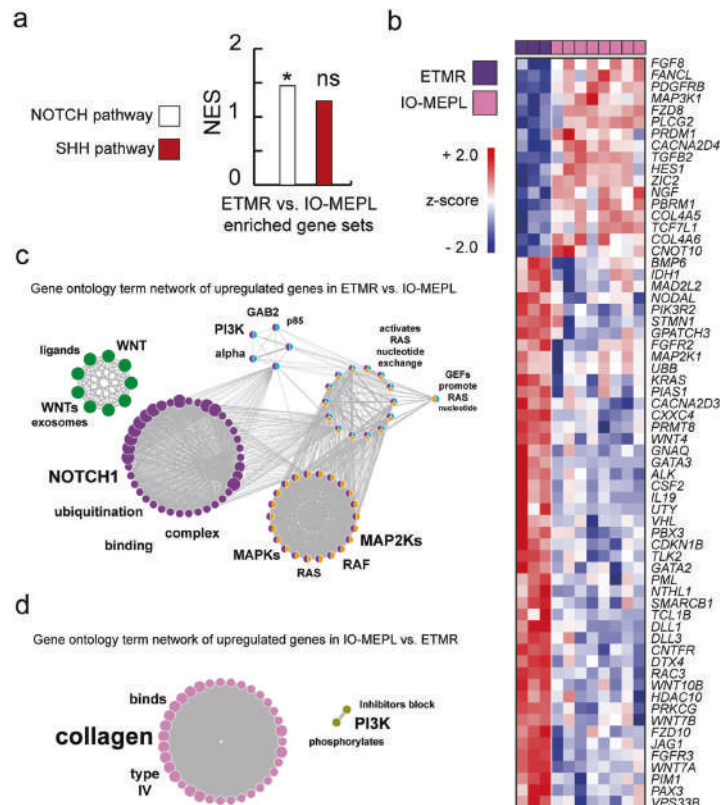 a
2
1
0
NES
*
ns
NOTCH pathway
SHH pathway
ETMR vs. IO-MEPL
enriched gene sets
b
ETMR
IO-MEPL
+ 2.0
z-score
- 2.0
FGF8
FANCL
PDGFRB
MAP3K1
FZD8
PLCG2
PRDM1
CACNA2D4
TGFB2
HES1
ZIC2
NGF
PBRM1
COL4A5
TCF7L1
COL4A6
CNOT10
BMP6
IDH1
MAD2L2
NODAL
PIK3R2
STMN1
GPATCH3
FGFR2
MAP2K1
UBB
KRAS
PIAS1
CACNA2D3
CXXC4
PRMT8
WNT4
GNAQ
GATA3
ALK
CSF2
IL19
UTY
VHL
PBX3
CDKN1B
TLK2
GATA2
PML
NTHL1
SMARCB1
TCL1B
DLL1
DLL3
CNTFR
DTX4
RAC3
WNT10B
HDAC10
PRKCG
WNT7B
FZD10
JAG1
FGFR3
WNT7A
PIM1
PAX3
VPS33B
c
Gene ontology term network of upregulated genes in ETMR vs. IO-MEPL
GAB2
PI3K
p85
alpha
activates
RAS
nucleotide
exchange
GEFs
promote
RAS
nucleotide
ligands
WNT
WNTs
exosomes
NOTCH1
ubiquitination
complex
binding
MAPKs
MAP2Ks
RAS
RAF
d
Gene ontology term network of upregulated genes in IO-MEPL vs. ETMR
binds
collagen
type
IV
Inhibitors block
PI3K
phosphorylates